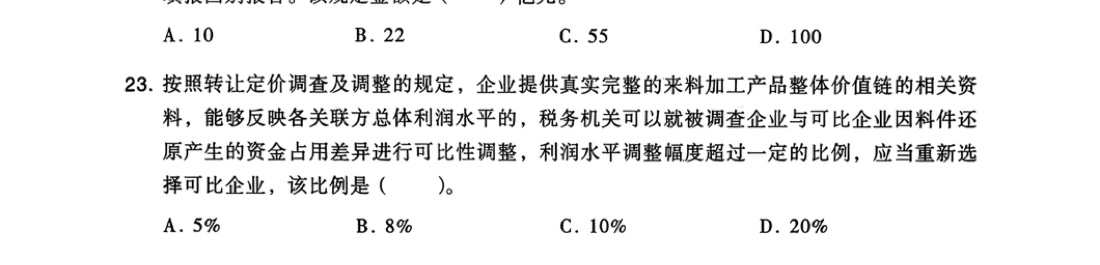 A. 10 B. 22 C. 55 D. 100
23. 按照转让定价调查及调整的规定，企业提供真实完整的来料加工产品整体价值链的相关资
料，能够反映各关联方总体利润水平的，税务机关可以就被调查企业与可比企业因料件还
原产生的资金占用差异进行可比性调整，利润水平调整幅度超过一定的比例，应当重新选
择可比企业，该比例是（  ）。
A. 5% B. 8% C. 10% D. 20%